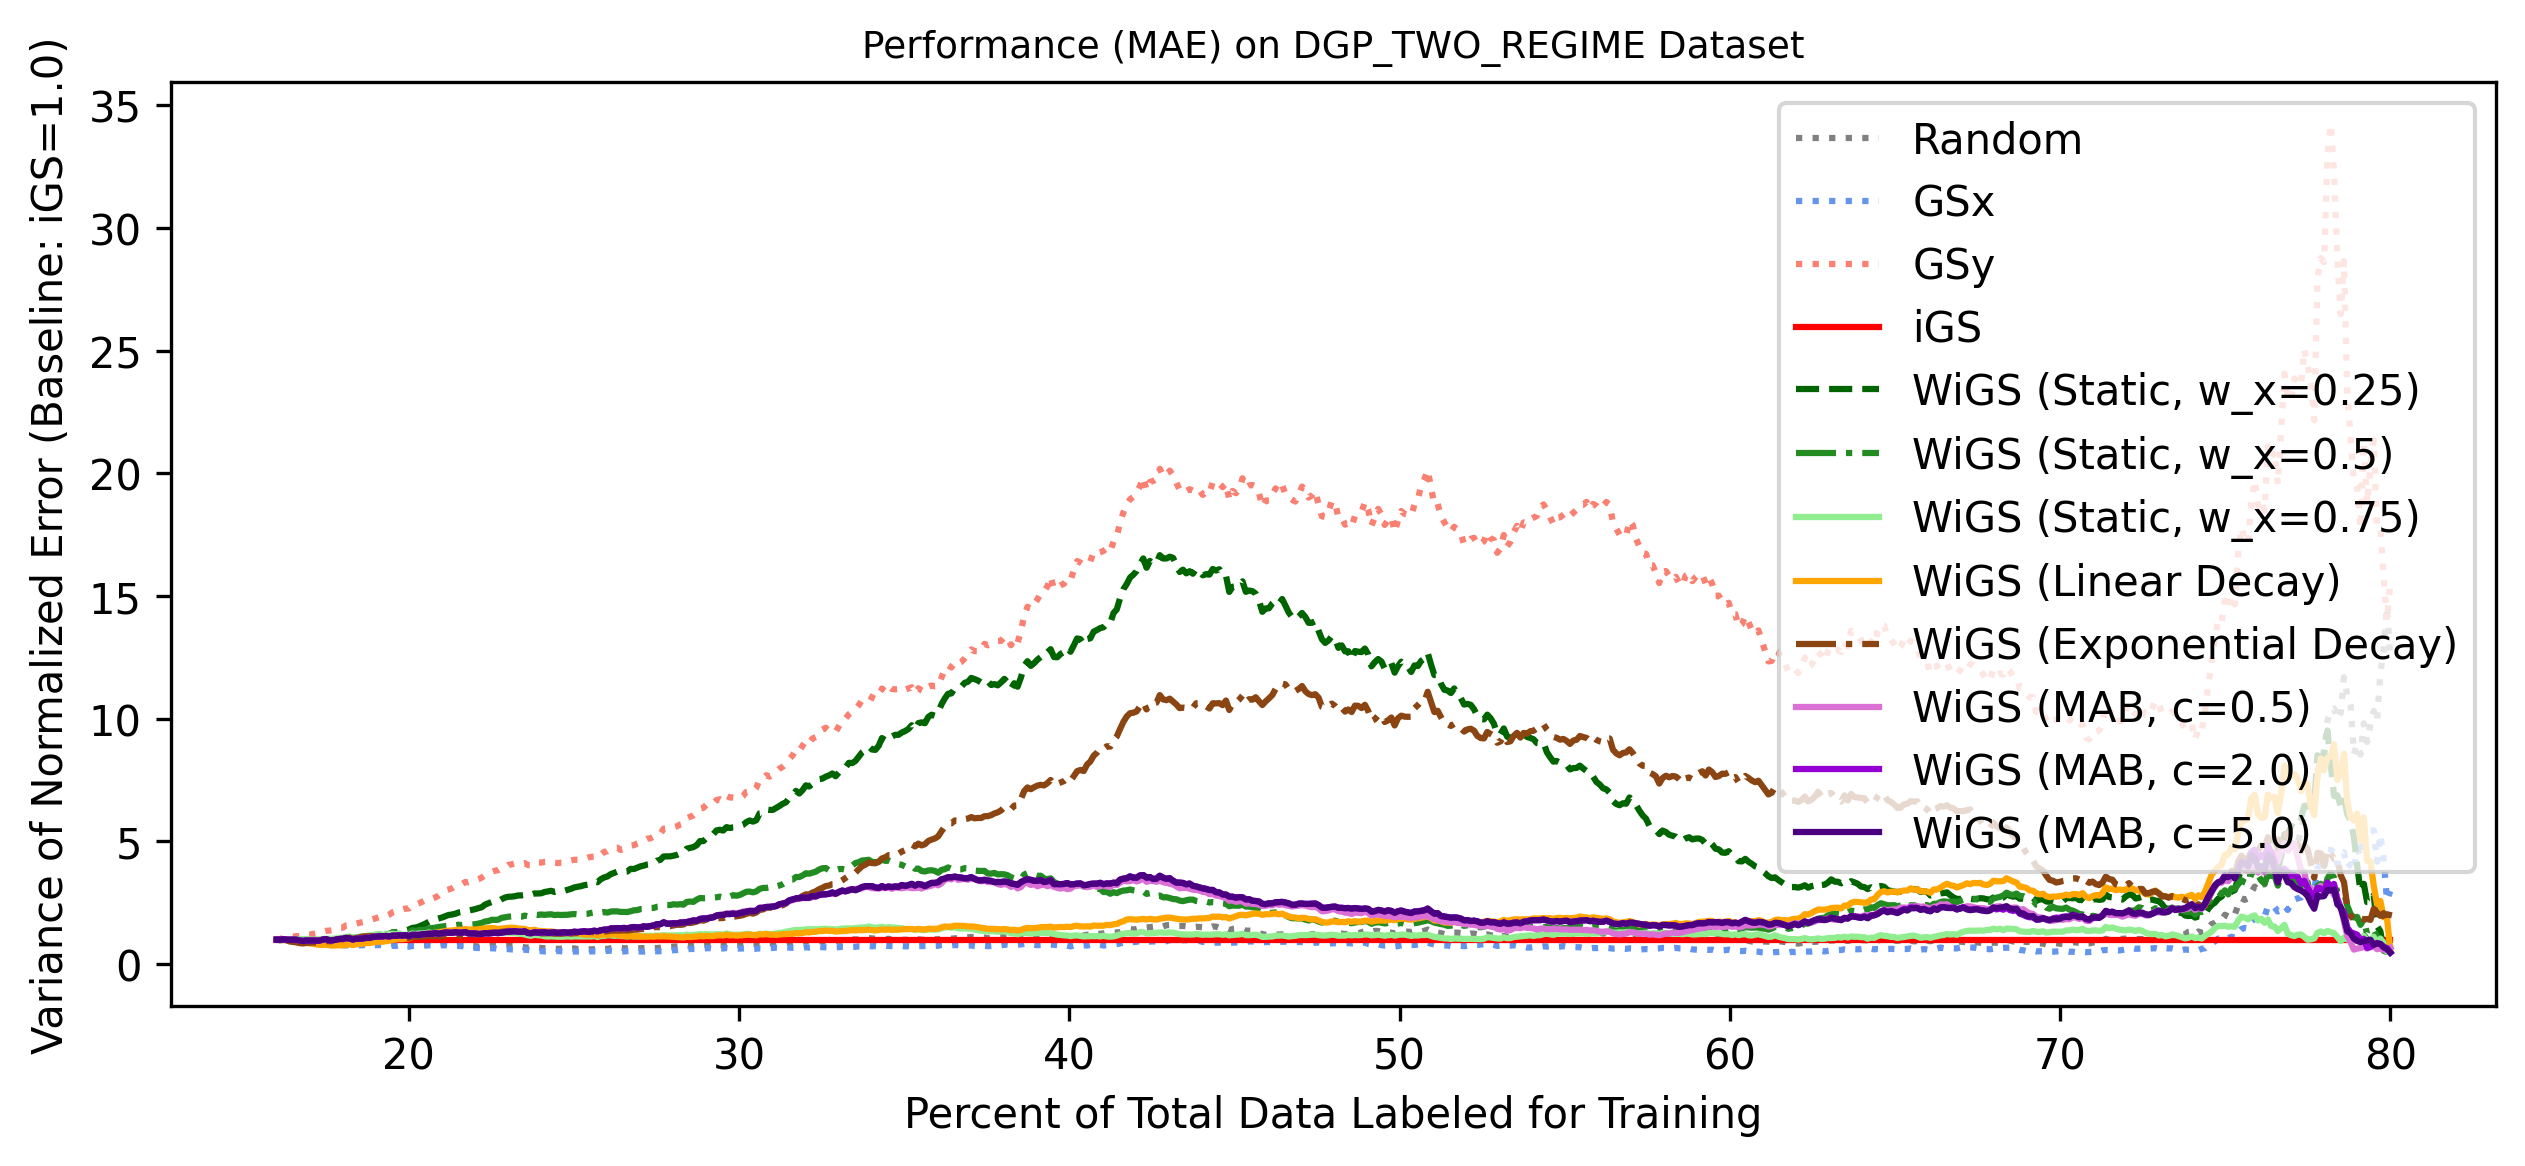 Performance (MAE) on DGP_TWO_REGIME Dataset
Variance of Normalized Error (Baseline: iGS=1.0)
35
30
25
20
15
10
5
0
Random
GSx
GSy
iGS
WiGS (Static, w_x=0.25)
WiGS (Static, w_x=0.5)
WiGS (Static, w_x=0.75)
WiGS (Linear Decay)
WiGS (Exponential Decay)
WiGS (MAB, c=0.5)
WiGS (MAB, c=2.0)
WiGS (MAB, c=5.0)
20 30 40 50 60 70 80
Percent of Total Data Labeled for Training